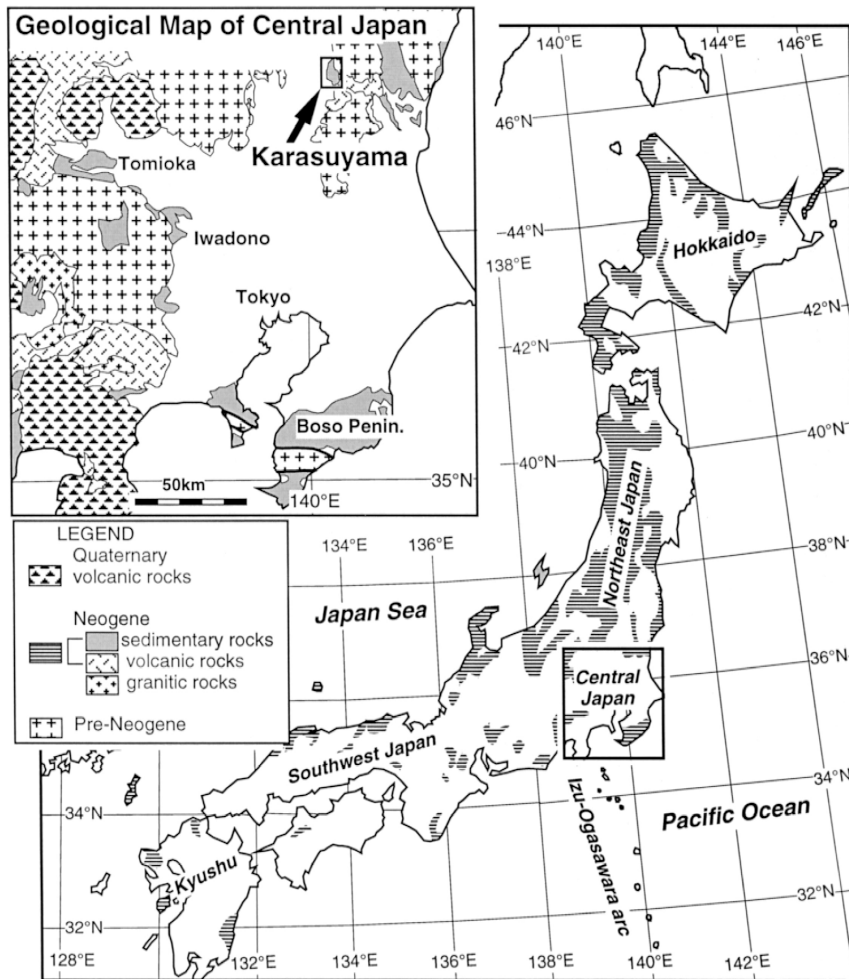 Geological Map of Central Japan
Karasuyama
Tomioka
Iwadono
Tokyo
Boso Penin.
50km
35°N
140°E
LEGEND
Quaternary
volcanic rocks
Neogene
sedimentary rocks
volcanic rocks
granitic rocks
Pre-Neogene
140°E
144°E
146°E
46°N
44°N
138°E
Hokkaido
42°N
42°N
40°N
40°N
Northeast Japan
134°E
136°E
38°N
Japan Sea
36°N
Central
Japan
Southwest Japan
34°N
34°N
Izu-Ogasawara arc
Pacific Ocean
Kyushu
32°N
32°N
128°E
132°E
134°E
136°E
138°E
140°E
142°E